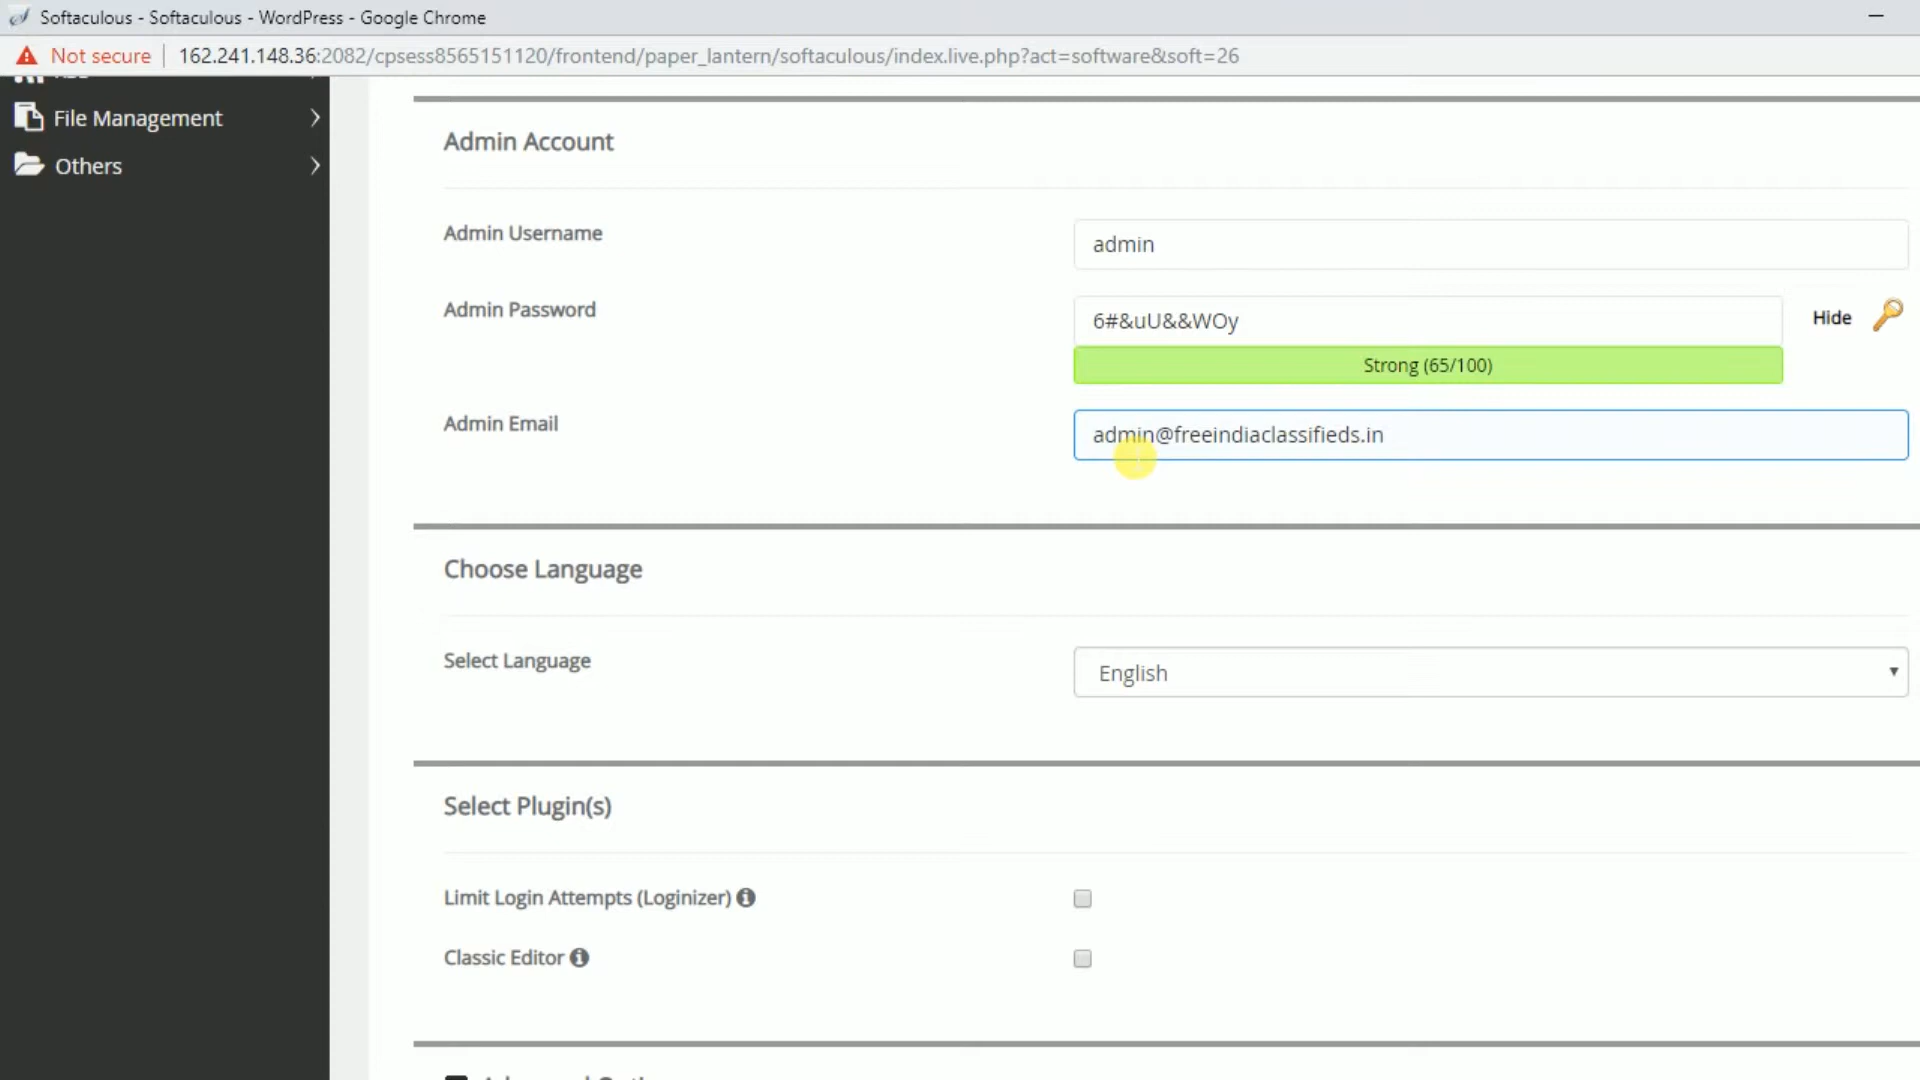 Softaculous - Softaculous - WordPress - Google Chrome
Not secure
162.241.148.36:2082/cpsess8565151120/frontend/paper_lantern/softaculous/index.live.php?act=software&soft=26
File Management
Others
Admin Account
Admin Username
admin
Admin Password
6#&uU&&WOy
Hide
Strong (65/100)
Admin Email
admin@freeindiaclassifieds.in
Choose Language
Select Language
English
Select Plugin(s)
Limit Login Attempts (Loginizer)
Classic Editor